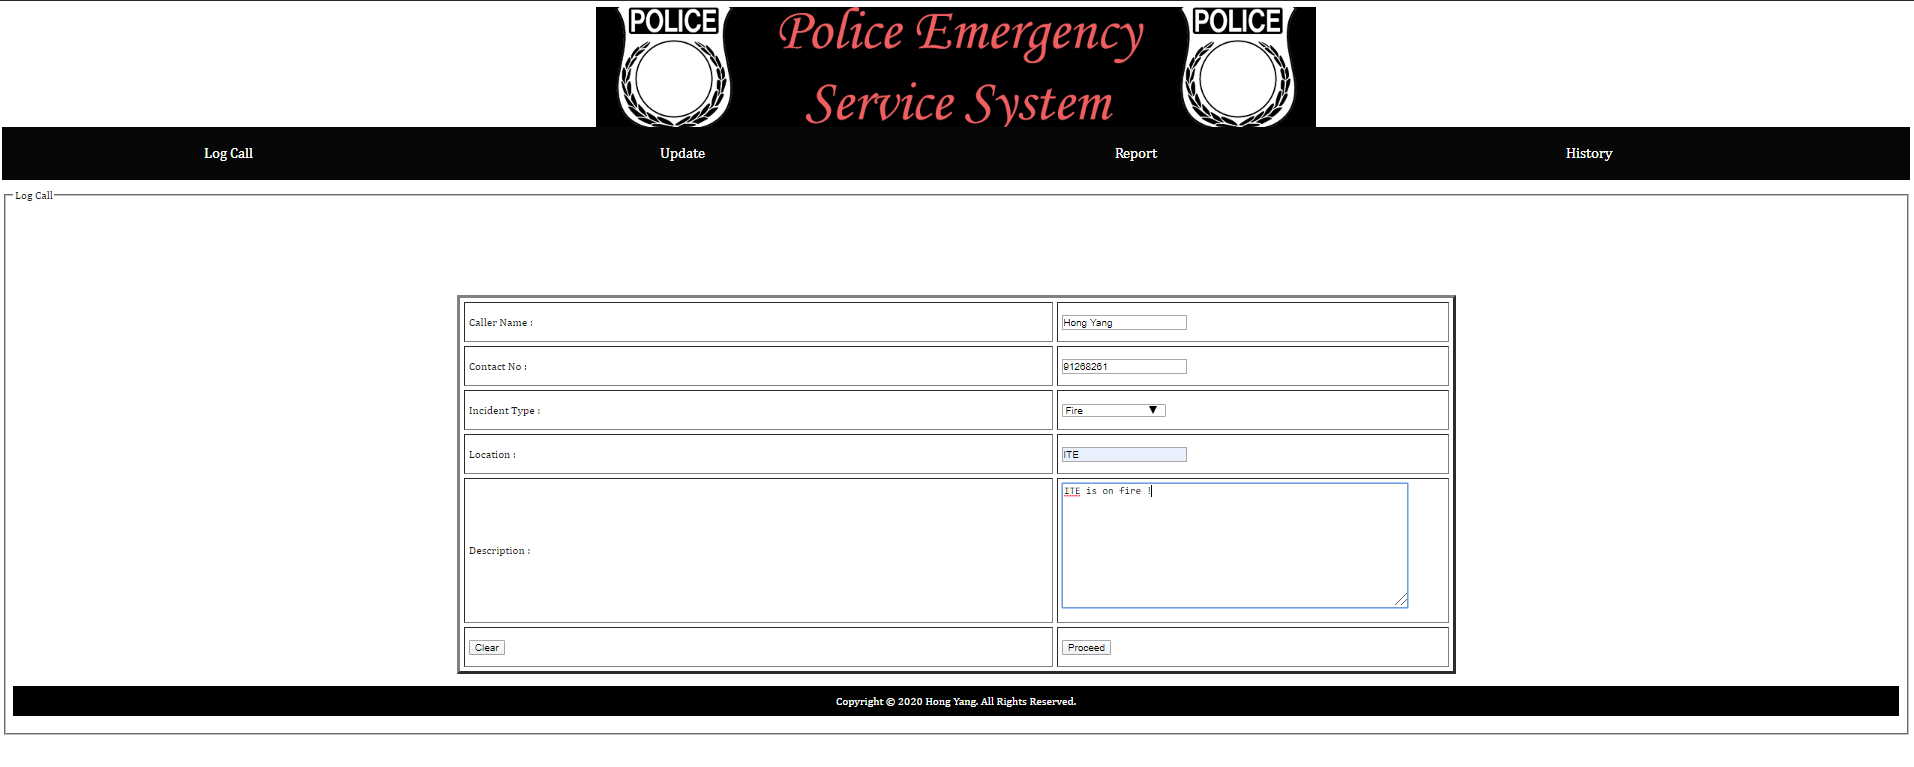 POLICE
Police Emergency
Service System
POLICE
Log Call
Update
Report
History
Log Call
Caller Name :
Hong Yang
Contact No :
91268261
Incident Type :
Fire
Location :
ITE
Description :
ITE is on fire !
Clear
Proceed
Copyright © 2020 Hong Yang. All Rights Reserved.